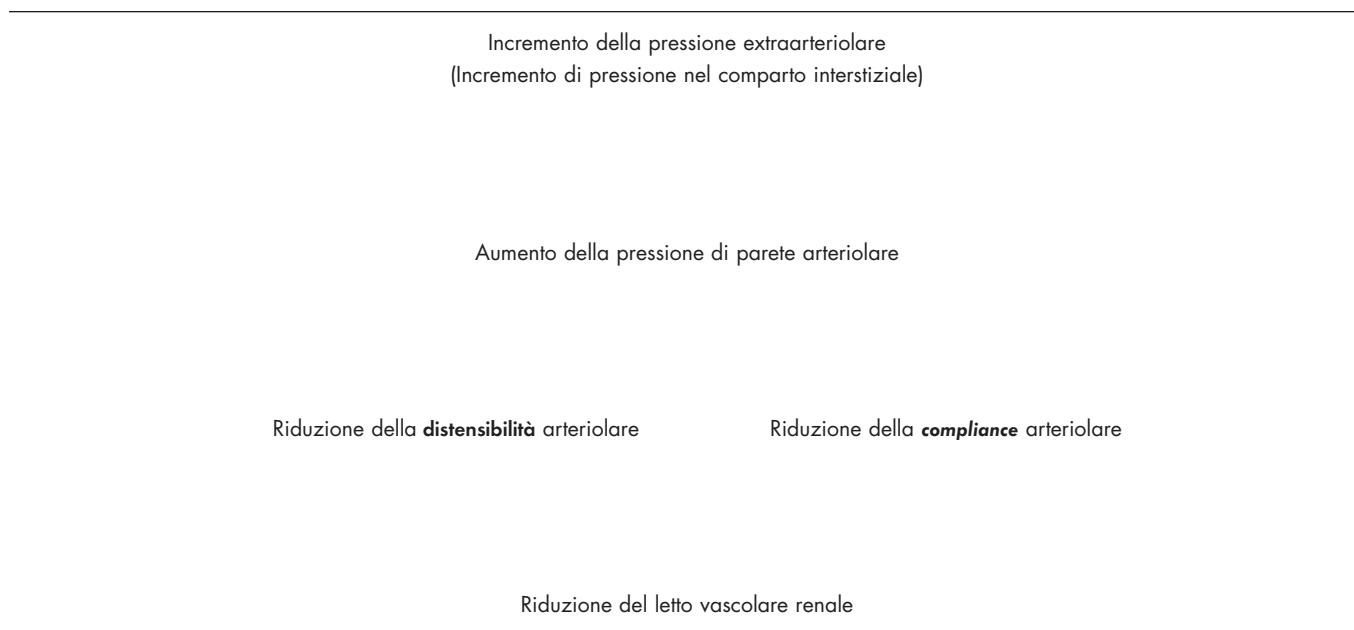 Incremento della pressione extraarteriolare
(Incremento di pressione nel comparto interstiziale)
Aumento della pressione di parete arteriolare
Riduzione della distensibilità arteriolare
Riduzione della compliance arteriolare
Riduzione del letto vascolare renale